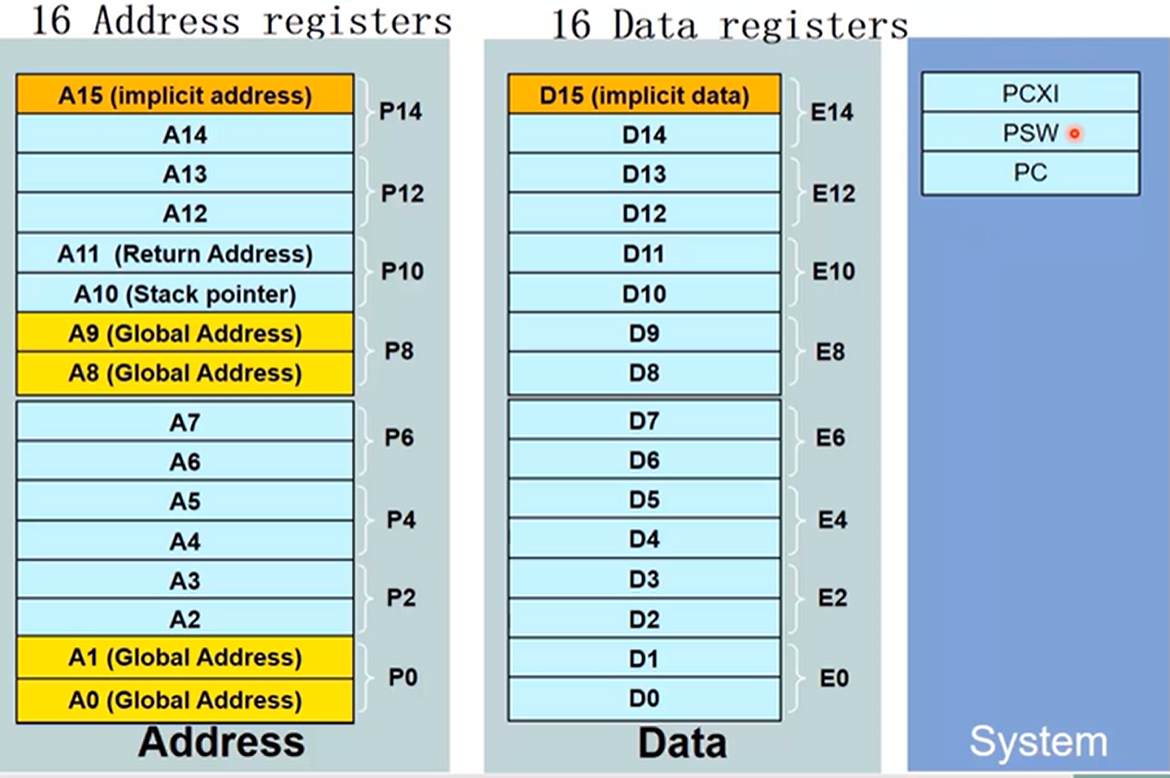 16 Address registers
A15 (implicit address)
A14
P14
A13
A12
P12
A11 (Return Address)
A10 (Stack pointer)
P10
A9 (Global Address)
A8 (Global Address)
P8
A7
A6
P6
A5
A4
P4
A3
A2
P2
A1 (Global Address)
A0 (Global Address)
P0
Address
16 Data registers
D15 (implicit data)
D14
E14
D13
D12
E12
D11
D10
E10
D9
D8
E8
D7
D6
E6
D5
D4
E4
D3
D2
E2
D1
D0
E0
Data
PCXI
PSW
PC
System